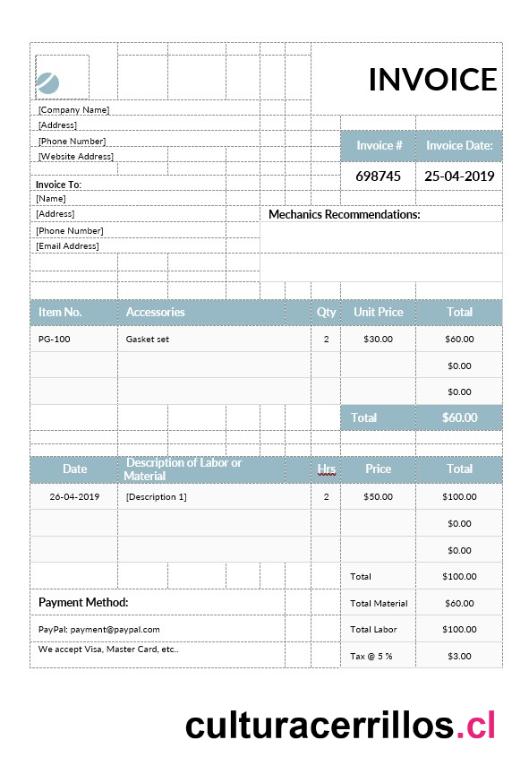 INVOICE
[Company Name]
[Address]
[Phone Number]
[Website Address]
Invoice # Invoice Date:
698745 25-04-2019
Invoice To:
[Name]
[Address]
[Phone Number]
[Email Address]
Mechanics Recommendations:
Item No. Accessories Qty Unit Price Total
PG-100 Gasket set 2 $30.00 $60.00
$0.00
$0.00
Total $60.00
Date Description of Labor or Material Hrs Price Total
26-04-2019 [Description 1] 2 $50.00 $100.00
$0.00
$0.00
Total $100.00
Payment Method: Total Material $60.00
PayPal: payment@paypal.com Total Labor $100.00
We accept Visa, Master Card, etc.. Tax @ 5 % $3.00
culturacerrillos.cl